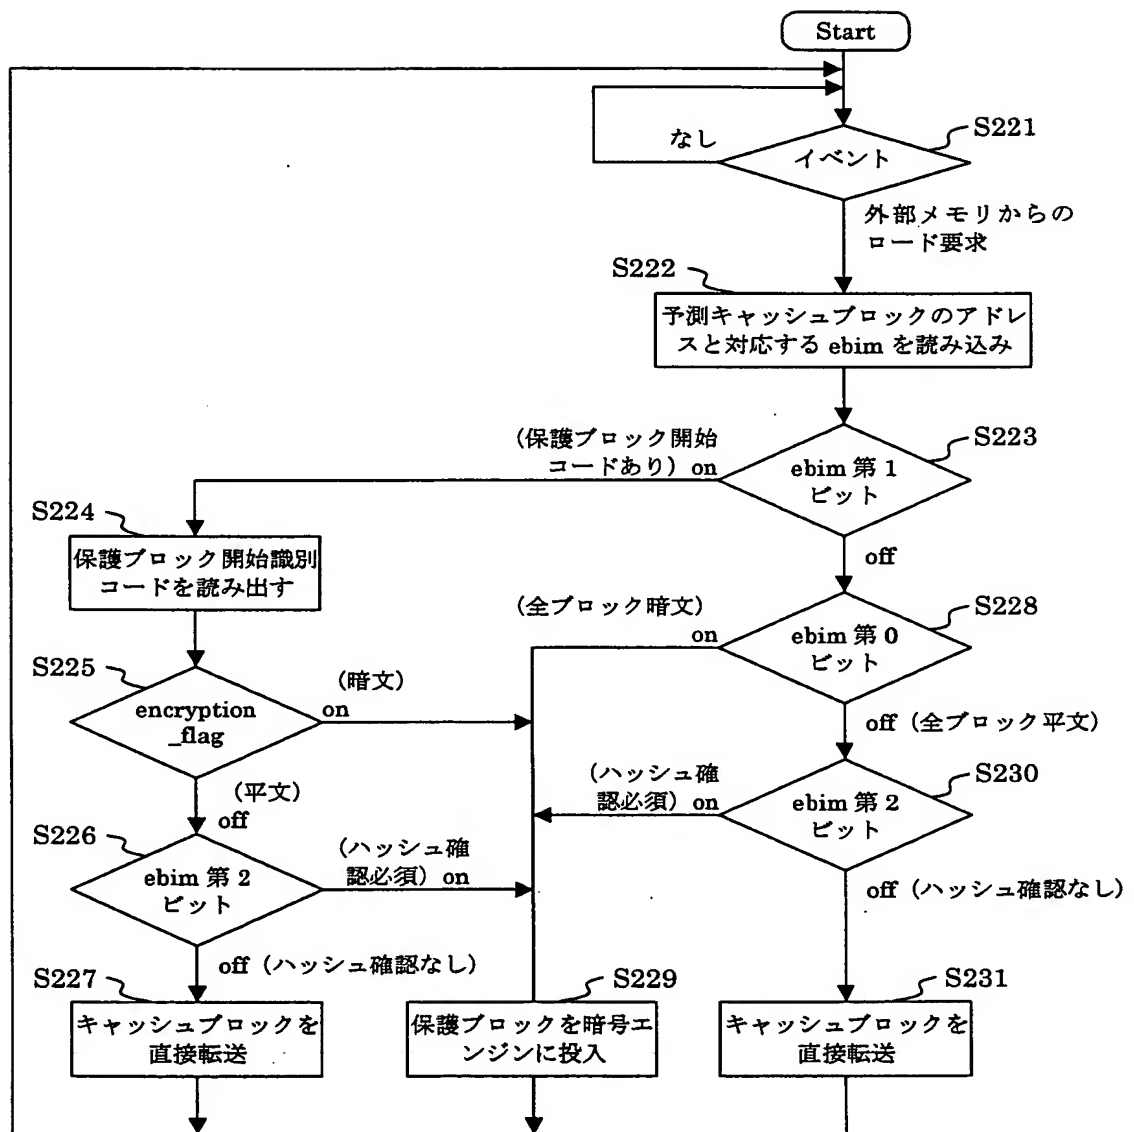 Start
S221
なし
イベント
外部メモリからの
ロード要求
S222
予測キャッシュブロックのアドレ
スと対応する ebim を読み込み
S223
（保護ブロック開始
コードあり）on
ebim 第 1
ビット
S224
保護ブロック開始識別
コードを読み出す
off
S228
（全ブロック暗文）
on
ebim 第 0
ビット
S225
（暗文）
on
encryption
_flag
off（全ブロック平文）
S230
（ハッシュ確
認必須）on
ebim 第 2
ビット
（平文）
off
S226
（ハッシュ確
認必須）on
ebim 第 2
ビット
off（ハッシュ確認なし）
off（ハッシュ確認なし）
S227
キャッシュブロックを
直接転送
S229
保護ブロックを暗号エ
ンジンに投入
S231
キャッシュブロックを
直接転送